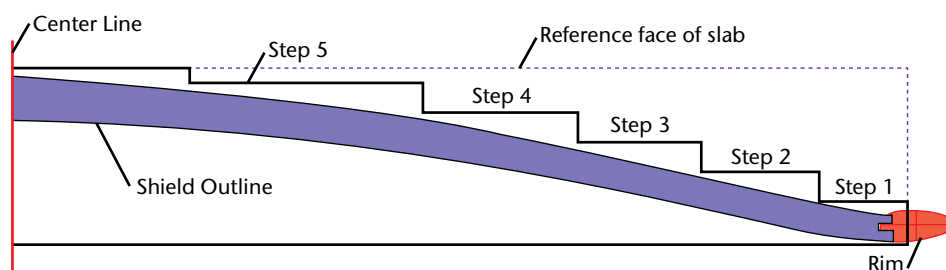 Center Line
Step 5
Reference face of slab
Step 4
Step 3
Step 2
Step 1
Shield Outline
Rim